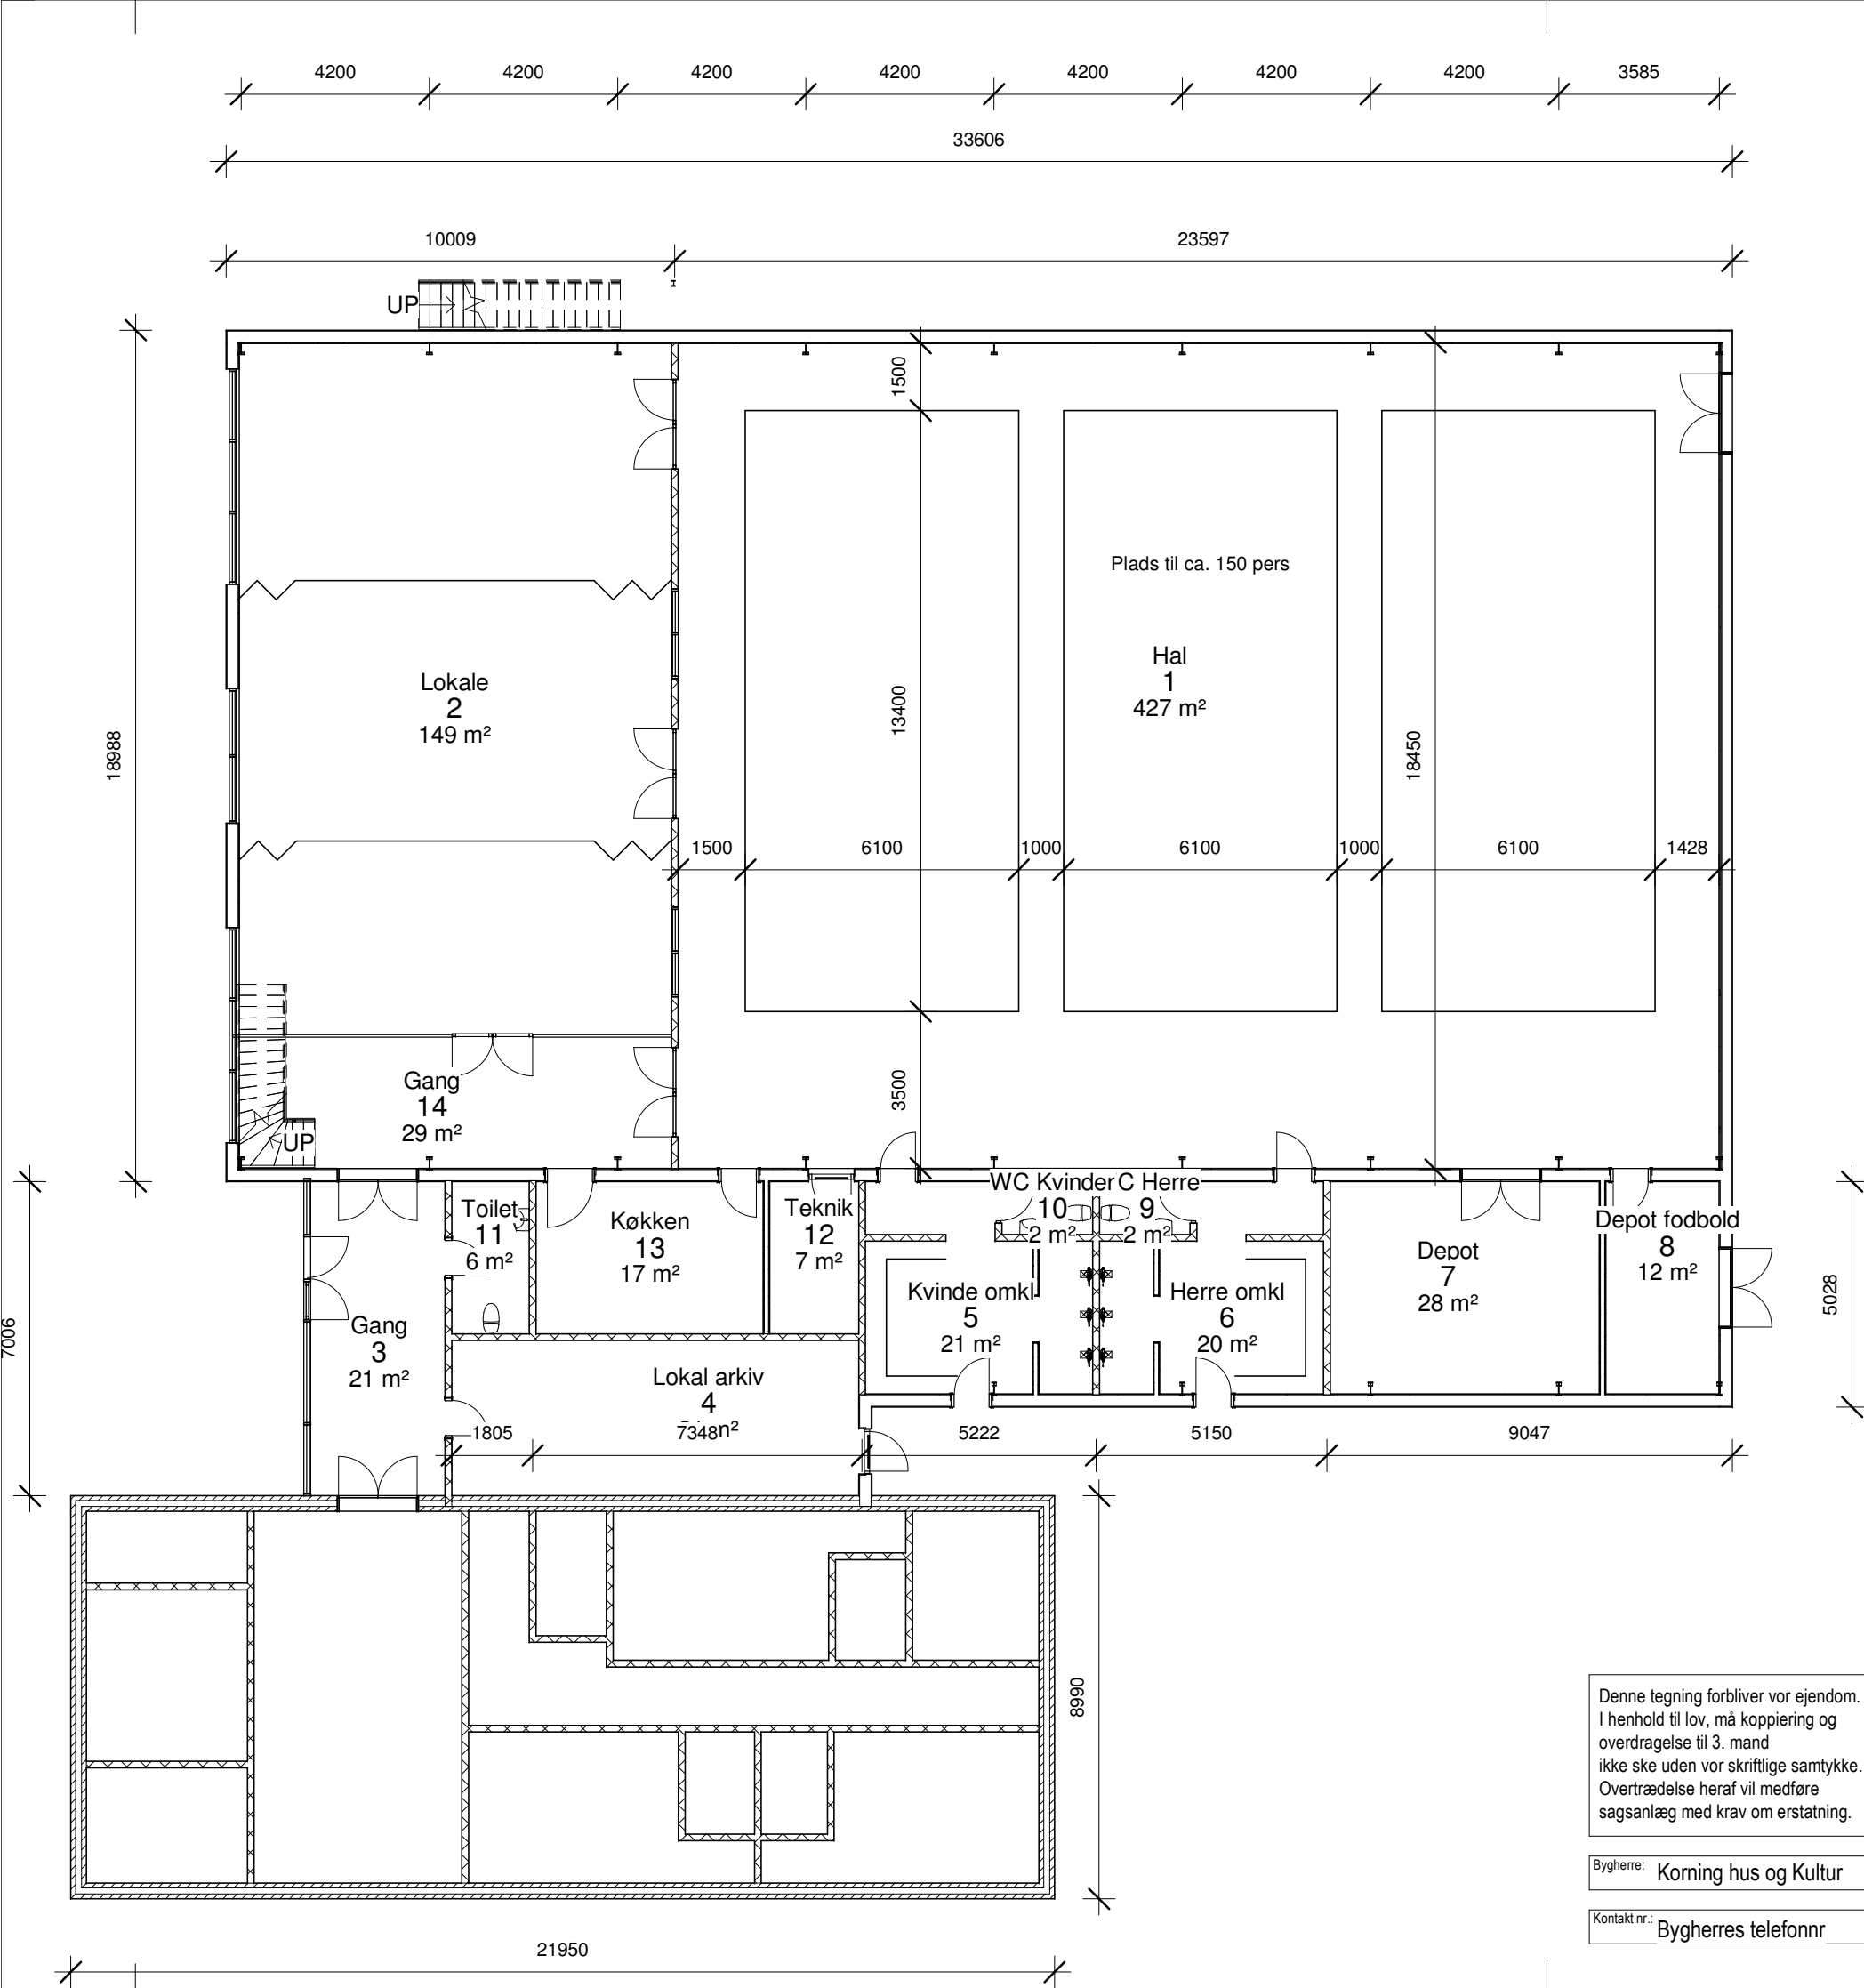 4200 4200 4200 4200 4200 4200 4200 3585
33606
10009 23597
UP
1500
Plads til ca. 150 pers
Hal
1
427 m²
Lokale
2
149 m²
18988
13400
18450
1500 6100 1000 6100 1000 6100 1428
3500
Gang
14
29 m²
UP
Toilet
11
6 m²
Køkken
13
17 m²
Teknik
12
7 m²
WC Kvinder
10
2 m²
C Herre
9
2 m²
Depot fodbold
8
12 m²
Depot
7
28 m²
Kvinde omkl
5
21 m²
Herre omkl
6
20 m²
5028
7006
Gang
3
21 m²
Lokal arkiv
4
1805 7348 5222 5150 9047
8990
21950
Denne tegning forbliver vor ejendom.
I henhold til lov, må koppiering og
overdragelse til 3. mand
ikke ske uden vor skriftlige samtykke.
Overtrædelse heraf vil medføre
sagsanlæg med krav om erstatning.
Bygherre: Korning hus og Kultur
Kontakt nr.: Bygherres telefonnr